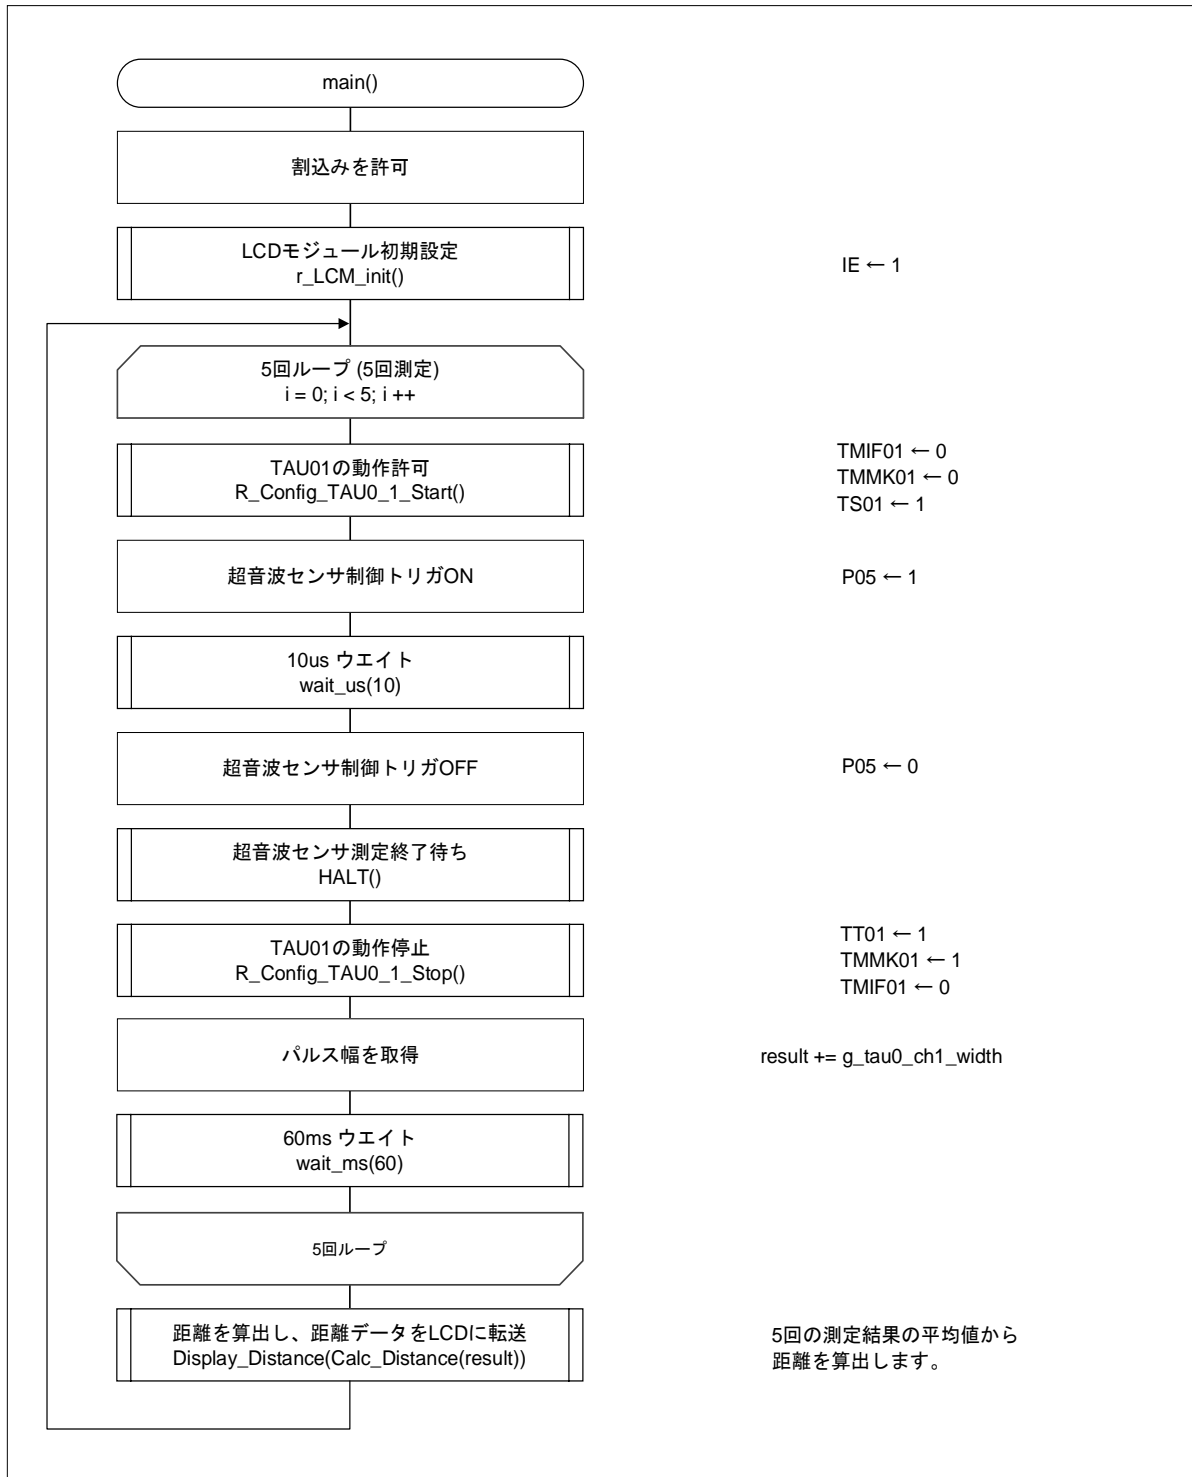 main()
割込みを許可
LCDモジュール初期設定
r_LCM_init()
IE ← 1
5回ループ (5回測定)
i = 0; i < 5; i ++
TAU01の動作許可
R_Config_TAU0_1_Start()
TMIF01 ← 0
TMMK01 ← 0
TS01 ← 1
超音波センサ制御トリガON
P05 ← 1
10us ウエイト
wait_us(10)
超音波センサ制御トリガOFF
P05 ← 0
超音波センサ測定終了待ち
HALT()
TAU01の動作停止
R_Config_TAU0_1_Stop()
TT01 ← 1
TMMK01 ← 1
TMIF01 ← 0
パルス幅を取得
result += g_tau0_ch1_width
60ms ウエイト
wait_ms(60)
5回ループ
距離を算出し、距離データをLCDに転送
Display_Distance(Calc_Distance(result))
5回の測定結果の平均値から
距離を算出します。